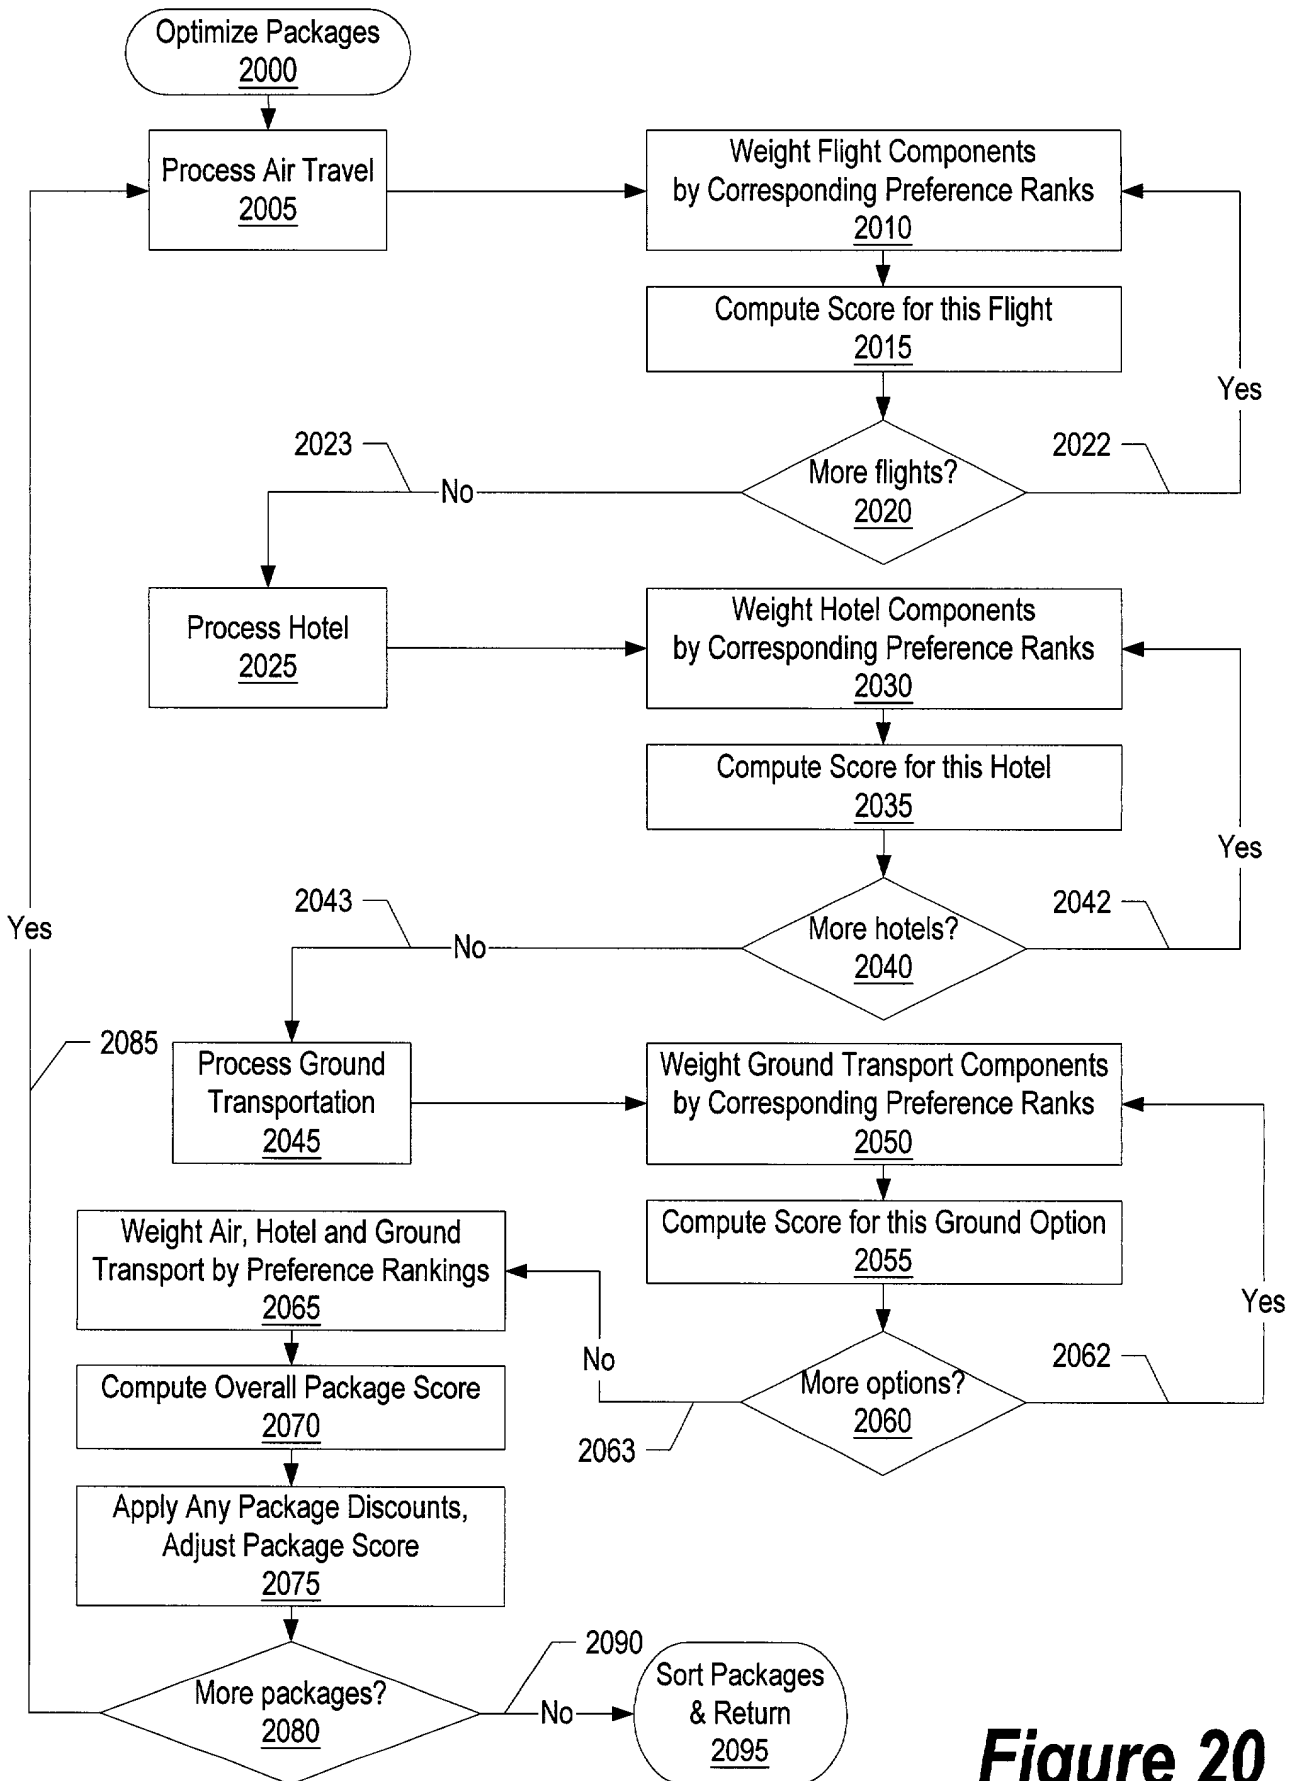 Optimize Packages
2000
Process Air Travel
2005
Weight Flight Components
by Corresponding Preference Ranks
2010
Compute Score for this Flight
2015
Yes
2023
2022
More flights?
2020
No
Process Hotel
2025
Weight Hotel Components
by Corresponding Preference Ranks
2030
Compute Score for this Hotel
2035
Yes
2043
2042
More hotels?
2040
No
Yes
2085
Process Ground
Transportation
2045
Weight Ground Transport Components
by Corresponding Preference Ranks
2050
Compute Score for this Ground Option
2055
Yes
More options?
2060
2062
No
2063
Weight Air, Hotel and Ground
Transport by Preference Rankings
2065
Compute Overall Package Score
2070
Apply Any Package Discounts,
Adjust Package Score
2075
More packages?
2080
2090
No
Sort Packages
& Return
2095
Figure 20